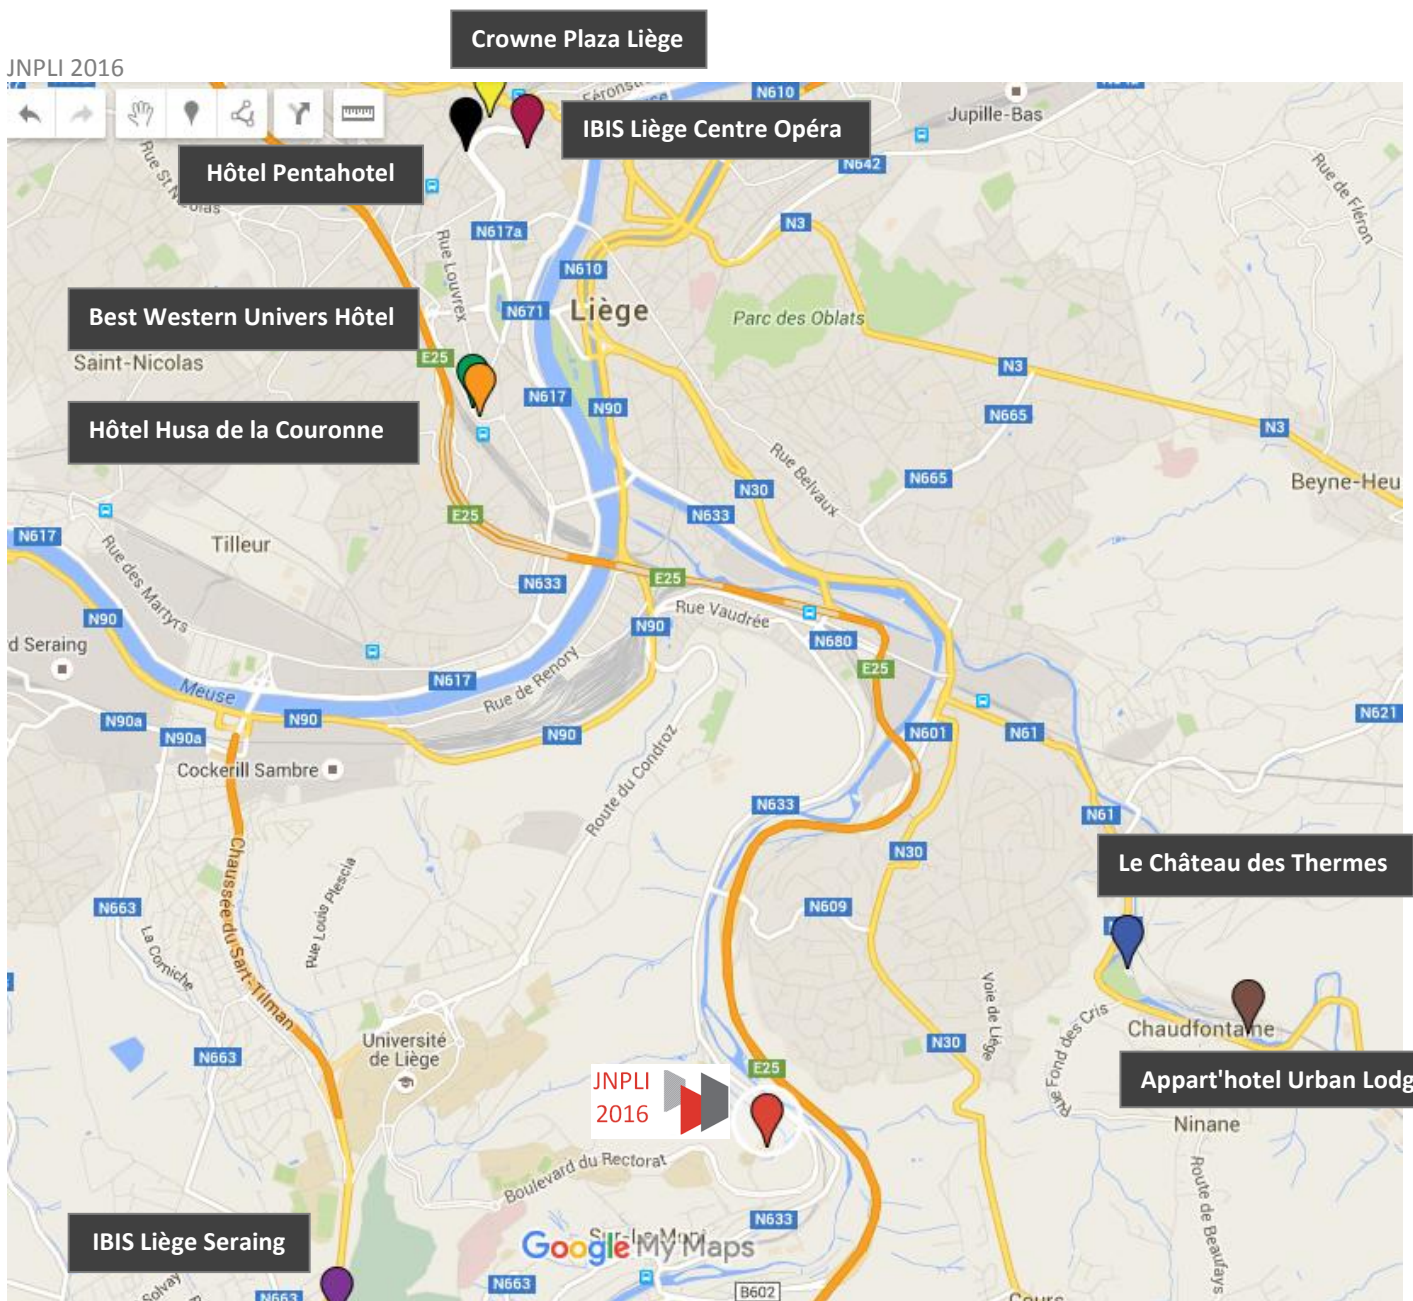 Crowne Plaza Liège
JNPLI 2016
N610
Jupille-Bas
IBIS Liège Centre Opéra
Hôtel Pentahotel
N642
Rue de Fléron
N3
N617a
Rue Louvrex
N610
Best Western Univers Hôtel
N671
Liège
Parc des Oblats
Saint-Nicolas
E25
N3
N617
N90
N665
N3
Hôtel Husa de la Couronne
Rue Belvaux
N665
Beyne-Heu
N30
E25
N633
N617
Tilleur
Rue des Martyrs
N633
E25
Rue Vaudrée
N90
N90
N680
d Seraing
E25
Meuse
N617
Rue de Renory
N90a
N90
N90
N90a
N601
N61
N621
Cockerill Sambre
Route du Condroz
N633
N61
Chaussée du Sart-Tilman
Rue Louis Plescia
N30
Le Château des Thermes
N663
N609
La Corniche
Voie de Liège
Rue Fond des Cris
Chaudfontaine
Université
de Liège
N663
N30
E25
JNPLI
2016
Appart'hotel Urban Lodg
Ninane
Boulevard du Rectorat
Route de Beaufays
N633
IBIS Liège Seraing
Google My Maps
Solvay
N663
N663
B602